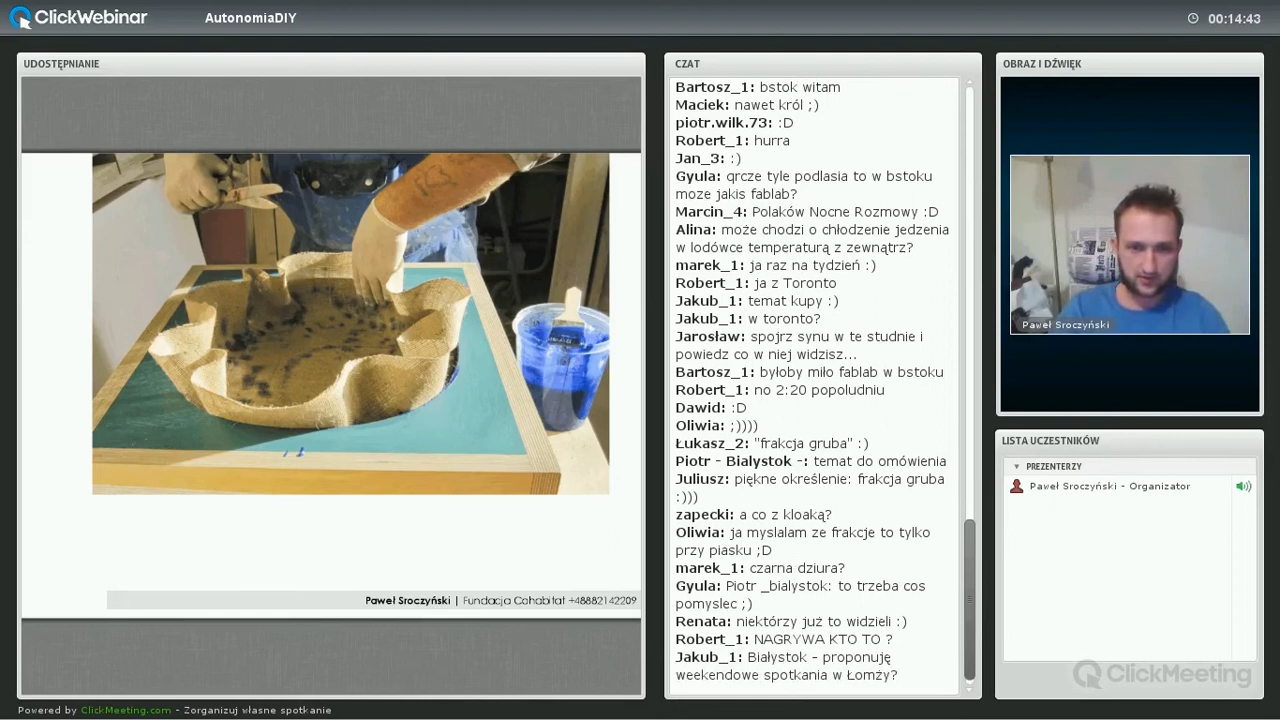 ClickWebinar
AutonomiaDIY
00:14:43
UDOSTĘPNIANIE
Paweł Sroczyński | Fundacja Cohabitat +48882142209
CZAT
Bartosz_1: bstok witam
Maciek: nawet król ;)
piotr.wilk.73: :D
Robert_1: hurra
Jan_3: :)
Gyula: qrcze tyle podlasia to w bstoku
moze jakis fablab?
Marcin_4: Polaków Nocne Rozmowy :D
Alina: może chodzi o chłodzenie jedzenia
w lodówce temperaturą z zewnątrz?
marek_1: ja raz na tydzień :)
Robert_1: ja z Toronto
Jakub_1: temat kupy :)
Jakub_1: w toronto?
Jarosław: spojrz synu w te studnie i
powiedz co w niej widzisz...
Bartosz_1: byłoby miło fablab w bstoku
Robert_1: no 2:20 popoludniu
Dawid: :D
Oliwia: ;))))
Łukasz_2: "frakcja gruba" :)
Piotr - Bialystok -: temat do omówienia
Juliusz: piękne określenie: frakcja gruba
:)))
zapecki: a co z kloaką?
Oliwia: ja myslalam ze frakcje to tylko
przy piasku ;D
marek_1: czarna dziura?
Gyula: Piotr _bialystok: to trzeba cos
pomyslec ;)
Renata: niektórzy już to widzieli :)
Robert_1: NAGRYWA KTO TO ?
Jakub_1: Białystok - proponuję
weekendowe spotkania w Łomży?
OBRAZ I DŹWIĘK
Paweł Sroczyński
LISTA UCZESTNIKÓW
PREZENTERZY
Paweł Sroczyński - Organizator
ClickMeeting
Powered by ClickMeeting.com - Zorganizuj własne spotkanie